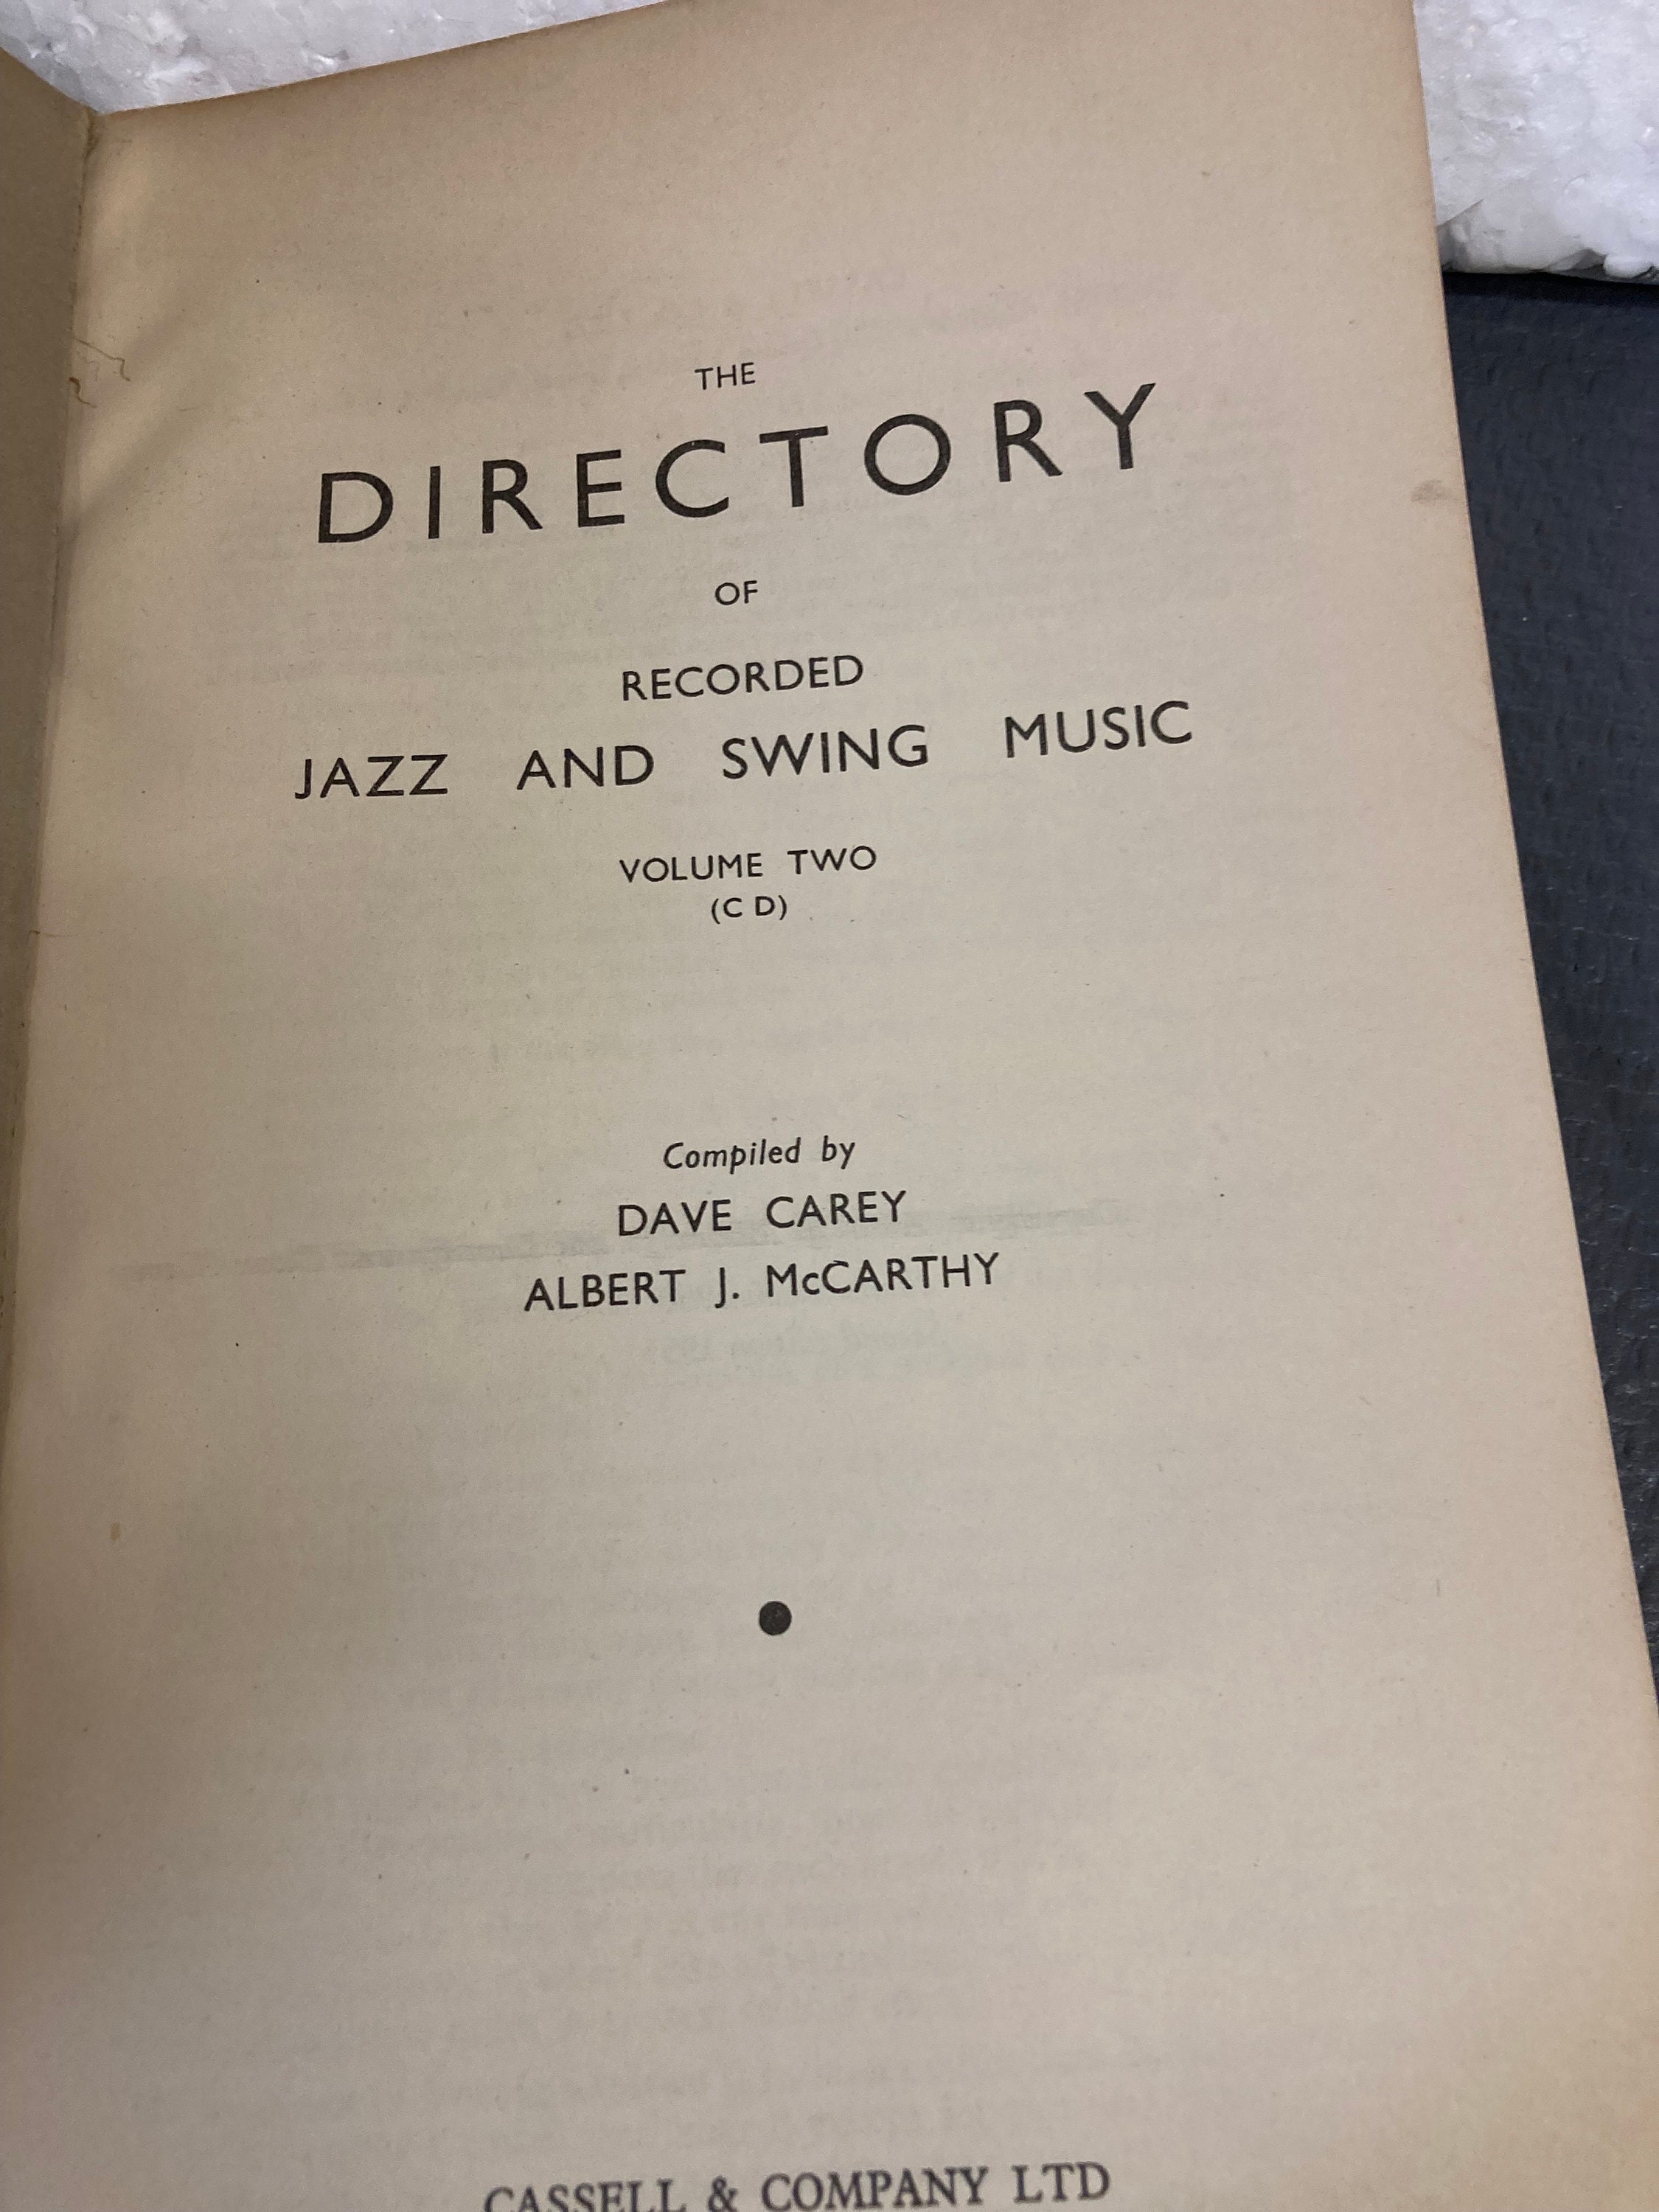 THE
DIRECTORY
OF
RECORDED
JAZZ AND SWING MUSIC
VOLUME TWO
(C D)
Compiled by
DAVE CAREY
ALBERT J. McCARTHY
CASSELL & COMPANY LTD